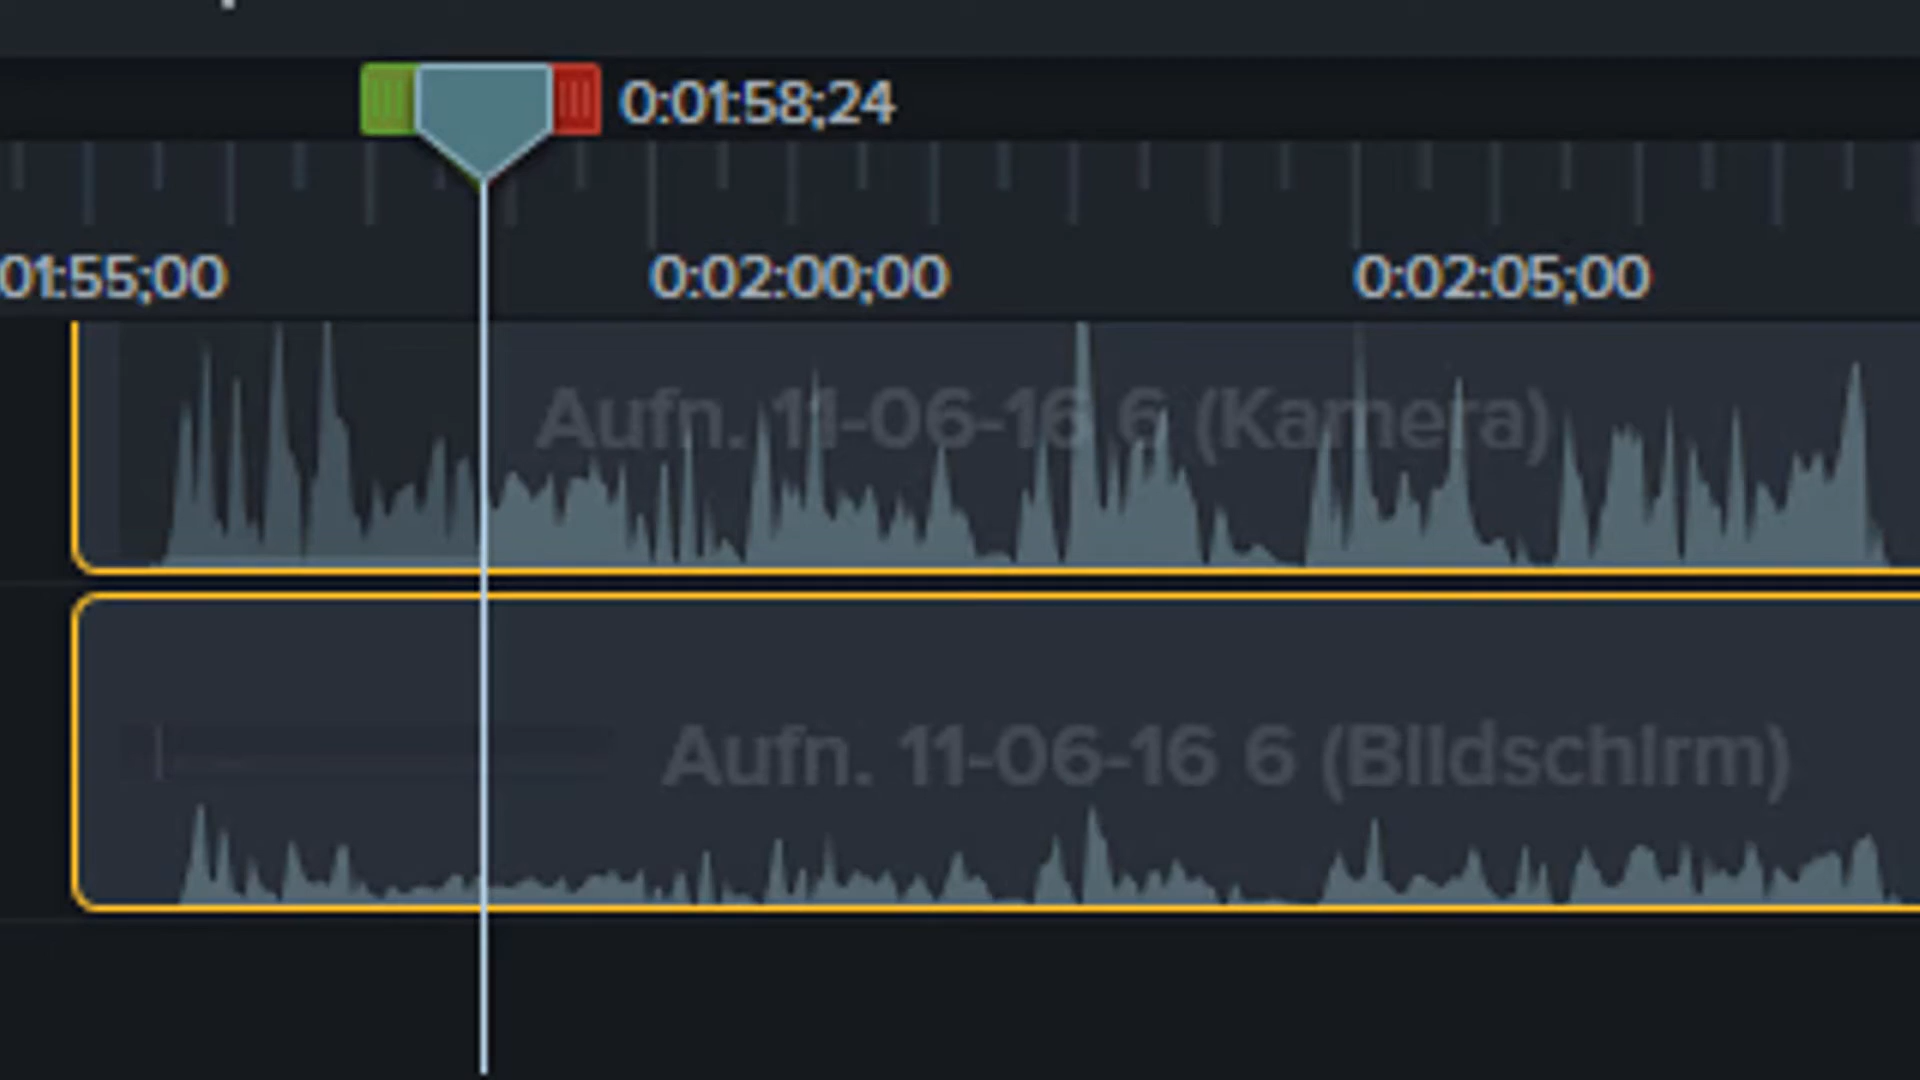 0:01:58;24
01:55;00 0:02:00;00 0:02:05;00
Aufn. 11-06-16 6 (Kamera)
Aufn. 11-06-16 6 (Bildschirm)